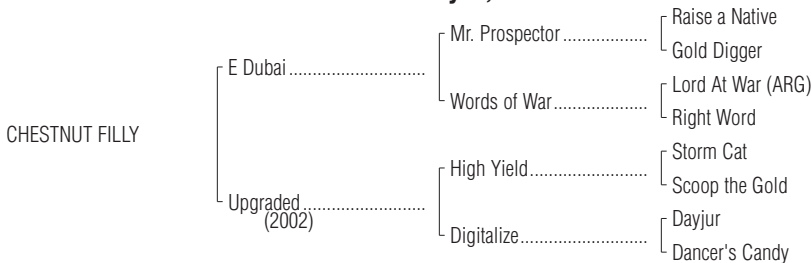 Raise a Native
Mr. Prospector
Gold Digger
E Dubai
Lord At War (ARG)
Words of War
Right Word
CHESTNUT FILLY
Storm Cat
High Yield
Scoop the Gold
Upgraded
(2002)
Dayjur
Digitalize
Dancer's Candy